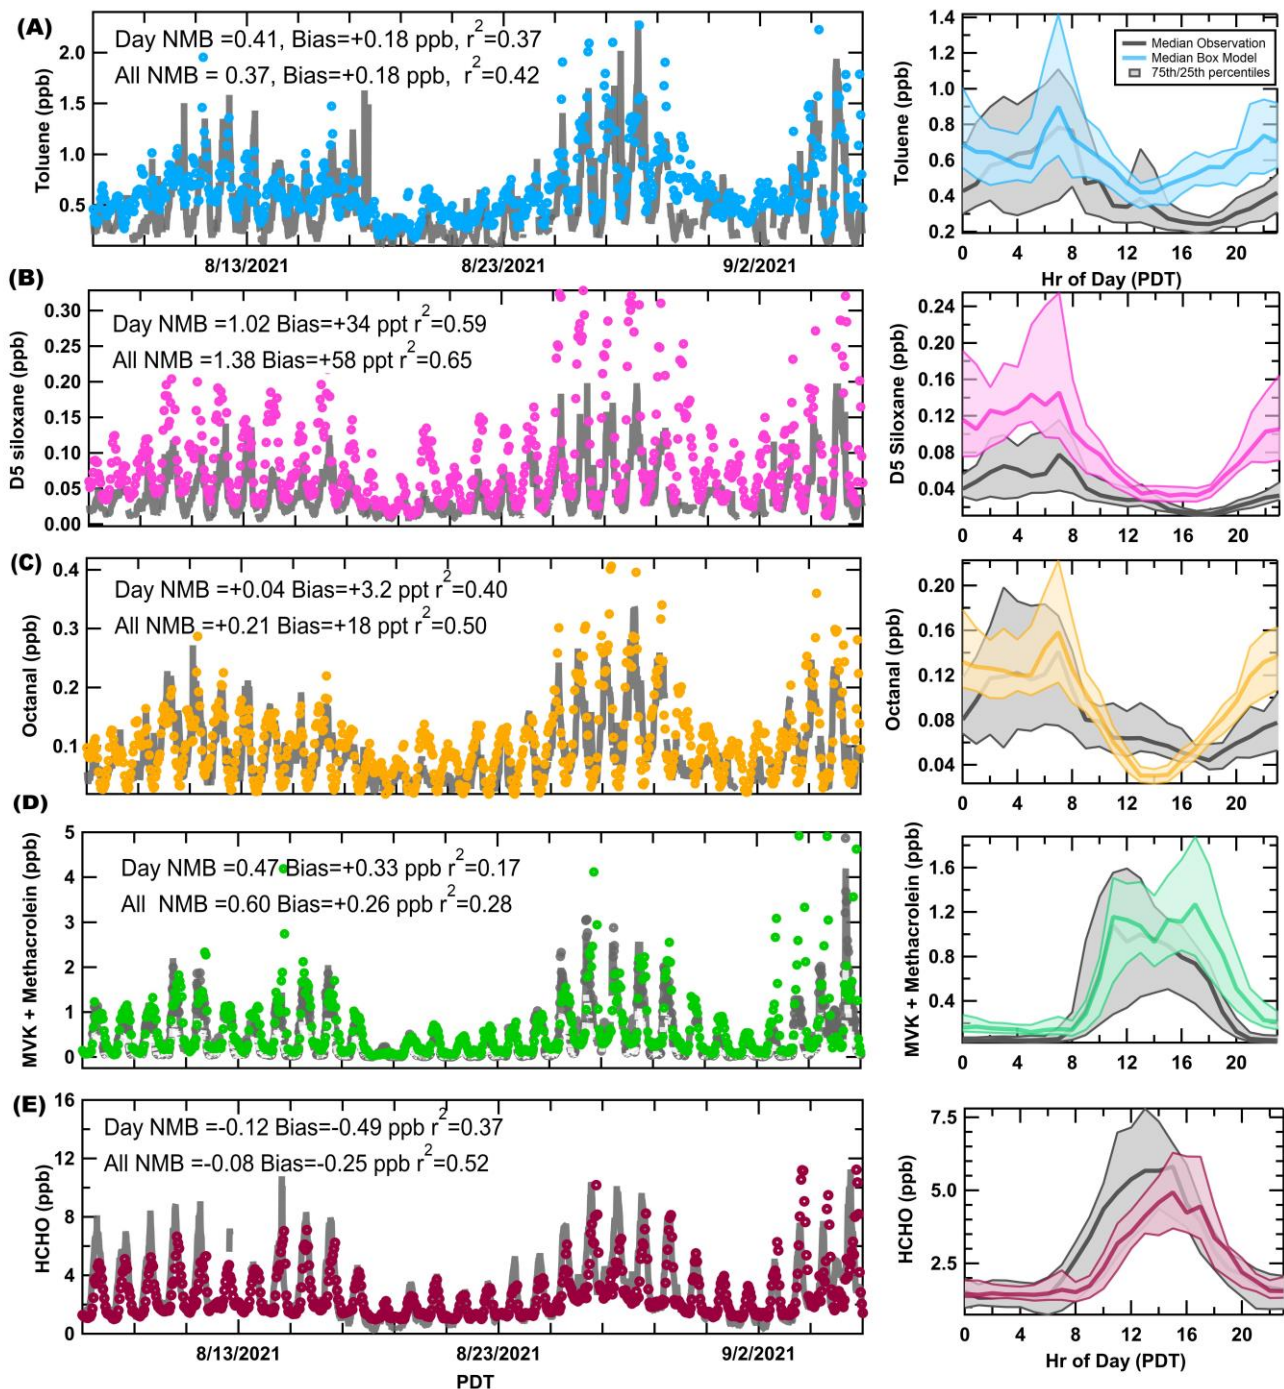 (A)
Day NMB =0.41, Bias=+0.18 ppb, r2=0.37
All NMB = 0.37, Bias=+0.18 ppb, r2=0.42
Toluene (ppb)
2.0
1.5
1.0
0.5
8/13/2021 8/23/2021 9/2/2021
Median Observation
Median Box Model
75th/25th percentiles
Toluene (ppb)
1.4
1.2
1.0
0.8
0.6
0.4
0.2
0 4 8 12 16 20
Hr of Day (PDT)
(B)
Day NMB =1.02 Bias=+34 ppt r2=0.59
All NMB =1.38 Bias=+58 ppt r2=0.65
D5 siloxane (ppb)
0.30
0.25
0.20
0.15
0.10
0.05
0.00
D5 Siloxane (ppb)
0.24
0.20
0.16
0.12
0.08
0.04
0 4 8 12 16 20
(C)
Day NMB =+0.04 Bias=+3.2 ppt r2=0.40
All NMB =+0.21 Bias=+18 ppt r2=0.50
Octanal (ppb)
0.4
0.3
0.2
0.1
Octanal (ppb)
0.20
0.16
0.12
0.08
0.04
0 4 8 12 16 20
(D)
Day NMB =0.47 Bias=+0.33 ppb r2=0.17
All NMB =0.60 Bias=+0.26 ppb r2=0.28
MVK + Methacrolein (ppb)
5
4
3
2
1
0
MVK + Methacrolein (ppb)
1.6
1.2
0.8
0.4
0 4 8 12 16 20
(E)
Day NMB =-0.12 Bias=-0.49 ppb r2=0.37
All NMB =-0.08 Bias=-0.25 ppb r2=0.52
HCHO (ppb)
16
12
8
4
0
8/13/2021 8/23/2021 9/2/2021
PDT
HCHO (ppb)
7.5
5.0
2.5
0 4 8 12 16 20
Hr of Day (PDT)